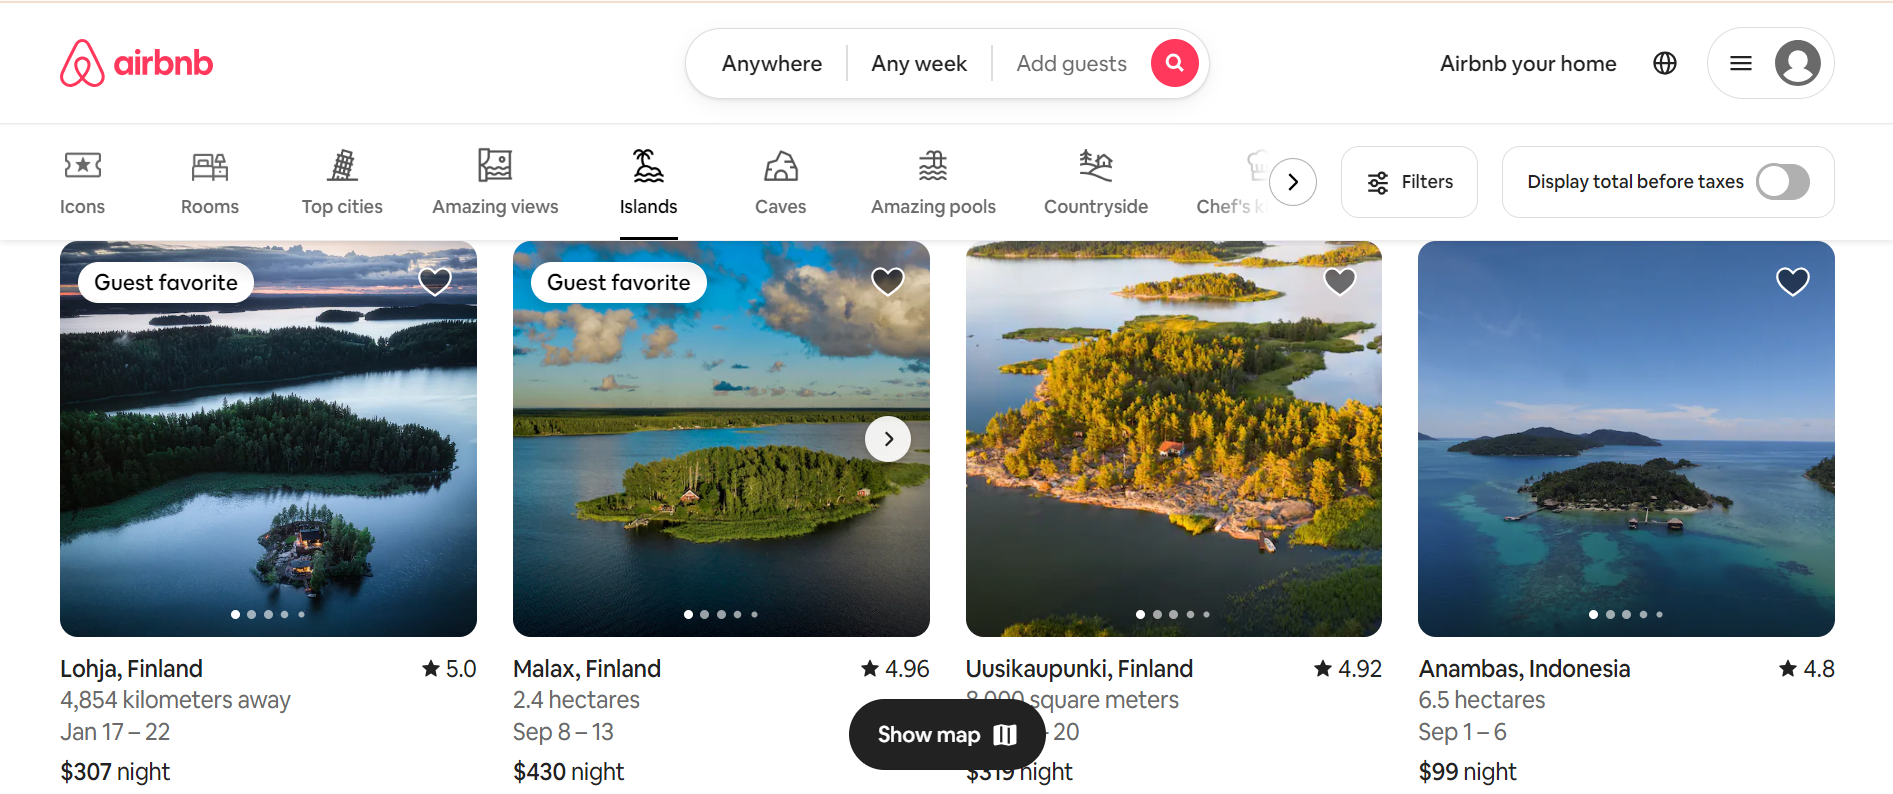 airbnb
Anywhere
Any week
Add guests
Airbnb your home
Icons
Rooms
Top cities
Amazing views
Islands
Caves
Amazing pools
Countryside
Chef's
Filters
Display total before taxes
Guest favorite
Guest favorite
Lohja, Finland
5.0
4,854 kilometers away
Jan 17 – 22
$307 night
Malax, Finland
4.96
2.4 hectares
Sep 8 – 13
$430 night
Uusikaupunki, Finland
4.92
8,000 square meters
- 20
$319 night
Anambas, Indonesia
4.8
6.5 hectares
Sep 1 – 6
$99 night
Show map